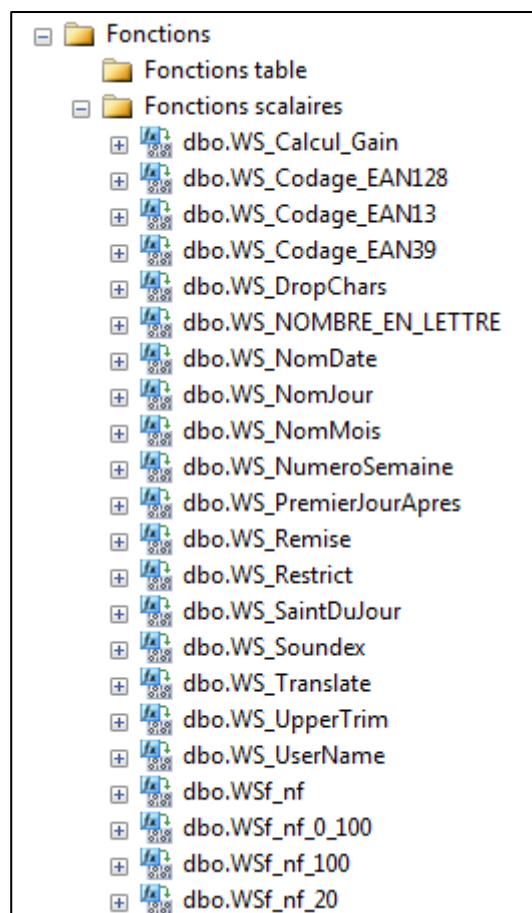 Fonctions
Fonctions table
Fonctions scalaires
dbo.WS_Calcul_Gain
dbo.WS_Codage_EAN128
dbo.WS_Codage_EAN13
dbo.WS_Codage_EAN39
dbo.WS_DropChars
dbo.WS_NOMBRE_EN_LETTRE
dbo.WS_NomDate
dbo.WS_NomJour
dbo.WS_NomMois
dbo.WS_NumeroSemaine
dbo.WS_PremierJourApres
dbo.WS_Remise
dbo.WS_Restrict
dbo.WS_SaintDuJour
dbo.WS_Soundex
dbo.WS_Translate
dbo.WS_UpperTrim
dbo.WS_UserName
dbo.WSf_nf
dbo.WSf_nf_0_100
dbo.WSf_nf_100
dbo.WSf_nf_20